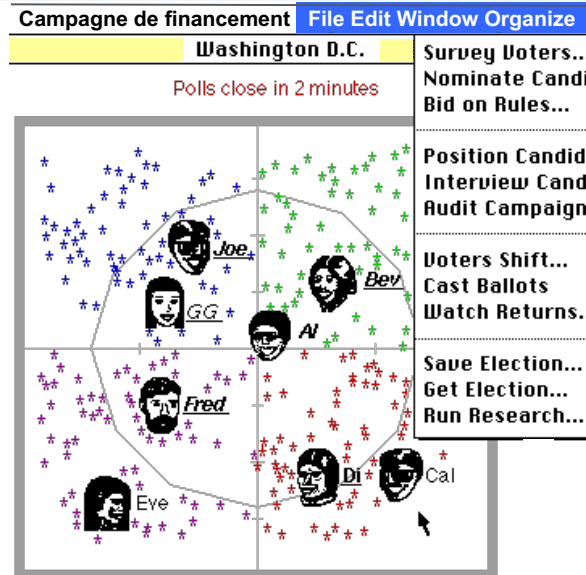 Campagne de financement File Edit Window Organize
Washington D.C.
Polls close in 2 minutes
Survey Voters...
Nominate Candi
Bid on Rules...
Position Candid
Interview Cand
Audit Campaign
Voters Shift...
Cast Ballots
Watch Returns..
Save Election...
Get Election...
Run Research...
Joe
Bev
GG
Al
Fred
Di
Cal
Eve